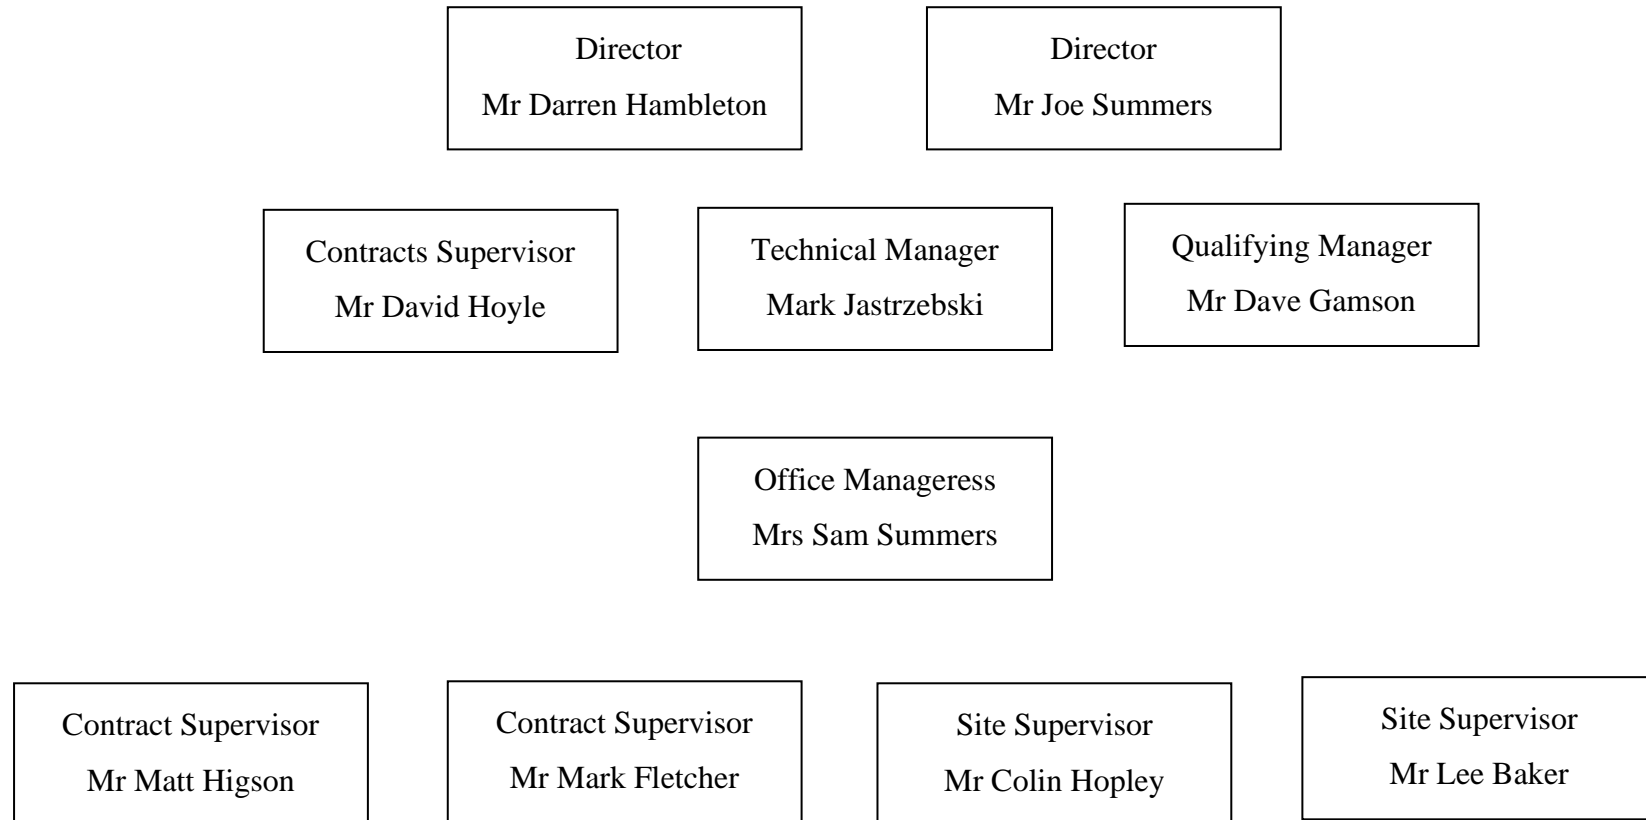 Director
Mr Darren Hambleton
Director
Mr Joe Summers
Contracts Supervisor
Mr David Hoyle
Technical Manager
Mark Jastrzebski
Qualifying Manager
Mr Dave Gamson
Office Manageress
Mrs Sam Summers
Contract Supervisor
Mr Matt Higson
Contract Supervisor
Mr Mark Fletcher
Site Supervisor
Mr Colin Hopley
Site Supervisor
Mr Lee Baker